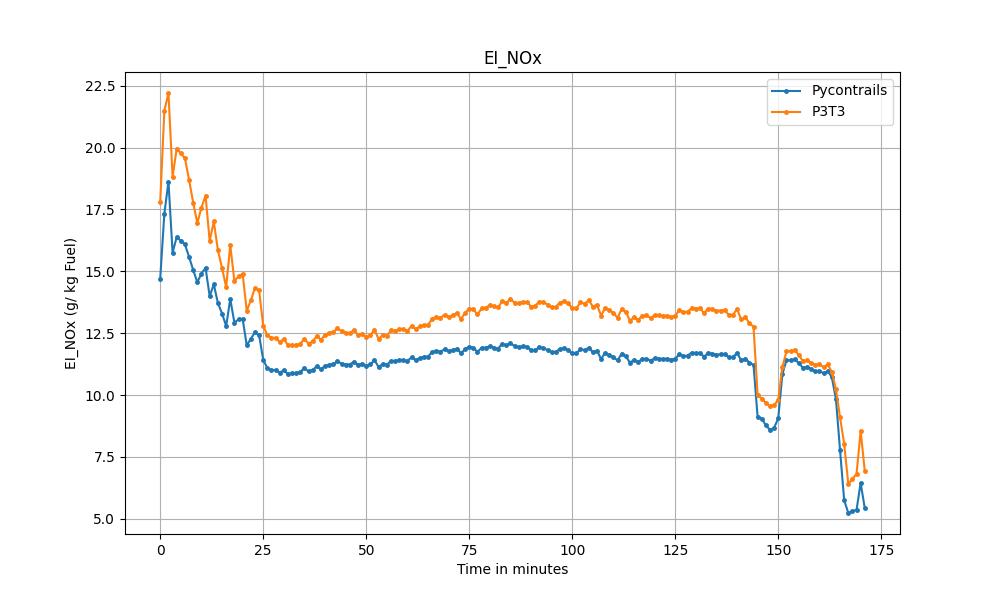 EI_NOx
Pycontrails
P3T3
EI_NOx (g/ kg Fuel)
22.5
20.0
17.5
15.0
12.5
10.0
7.5
5.0
0 25 50 75 100 125 150 175
Time in minutes